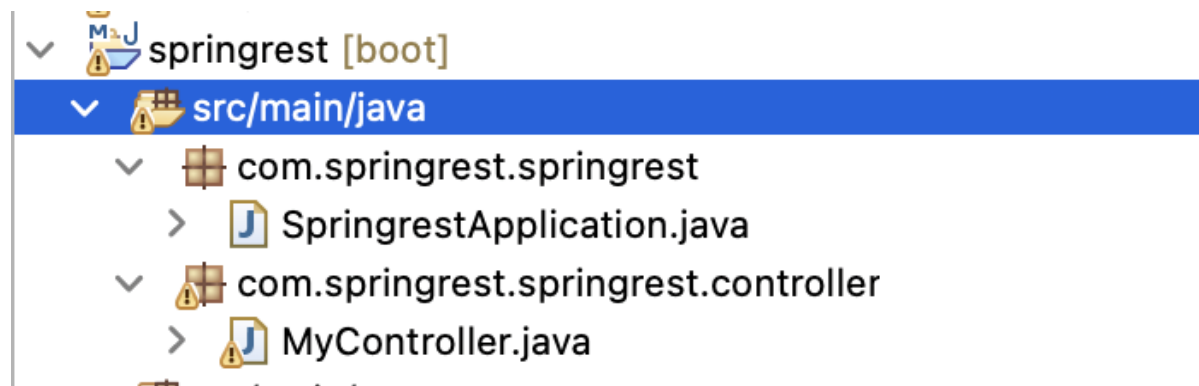 springrest [boot]
src/main/java
com.springrest.springrest
SpringrestApplication.java
com.springrest.springrest.controller
MyController.java